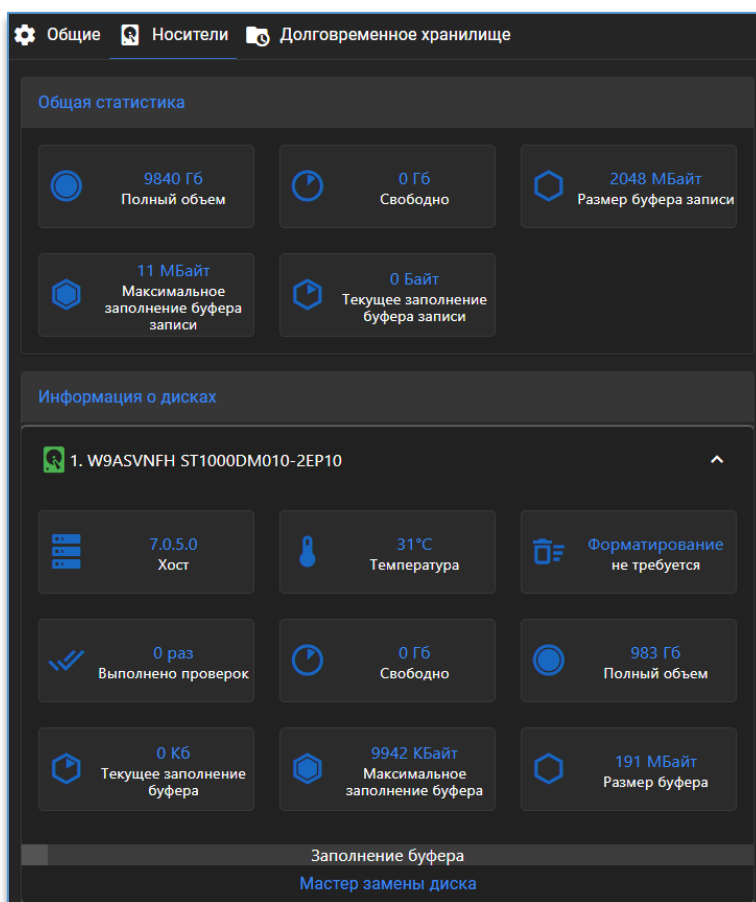 Общие Носители Долговременное хранилище
Общая статистика
9840 Гб
Полный объем
0 Гб
Свободно
2048 МБайт
Размер буфера записи
11 МБайт
Максимальное
заполнение буфера
записи
0 Байт
Текущее заполнение
буфера записи
Информация о дисках
1. W9ASVNFH ST1000DM010-2EP10
7.0.5.0
Хост
31°C
Температура
Форматирование
не требуется
0 раз
Выполнено проверок
0 Гб
Свободно
983 Гб
Полный объем
0 Кб
Текущее заполнение
буфера
9942 КБайт
Максимальное
заполнение буфера
191 МБайт
Размер буфера
Заполнение буфера
Мастер замены диска